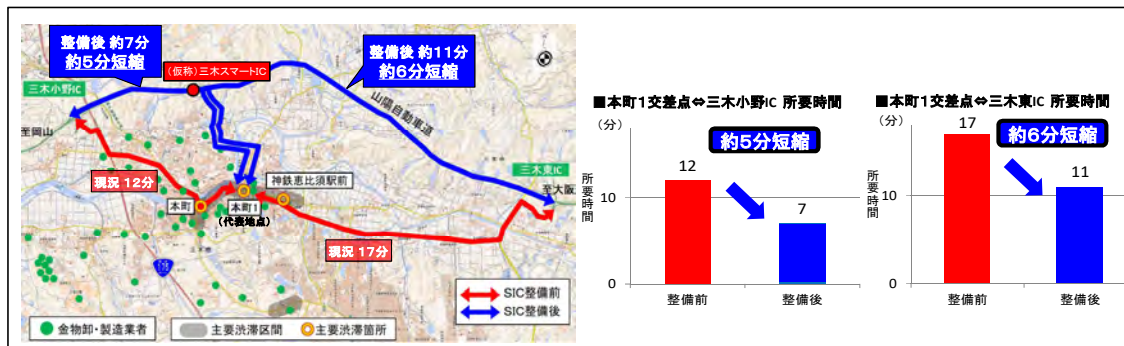 整備後 約7分
約5分短縮
（仮称）三木スマートIC
整備後 約11分
約6分短縮
三木小野IC
至岡山
山陽自動車道
三木東IC
至大阪
現況 12分
神鉄恵比須駅前
本町
本町1
（代表地点）
現況 17分
175
SIC整備前
SIC整備後
金物卸・製造業者
主要渋滞区間
主要渋滞箇所
■本町1交差点⇔三木小野IC 所要時間
（分）
約5分短縮
12
7
10
0
所要時間
整備前
整備後
■本町1交差点⇔三木東IC 所要時間
（分）
17
約6分短縮
11
10
0
所要時間
整備前
整備後